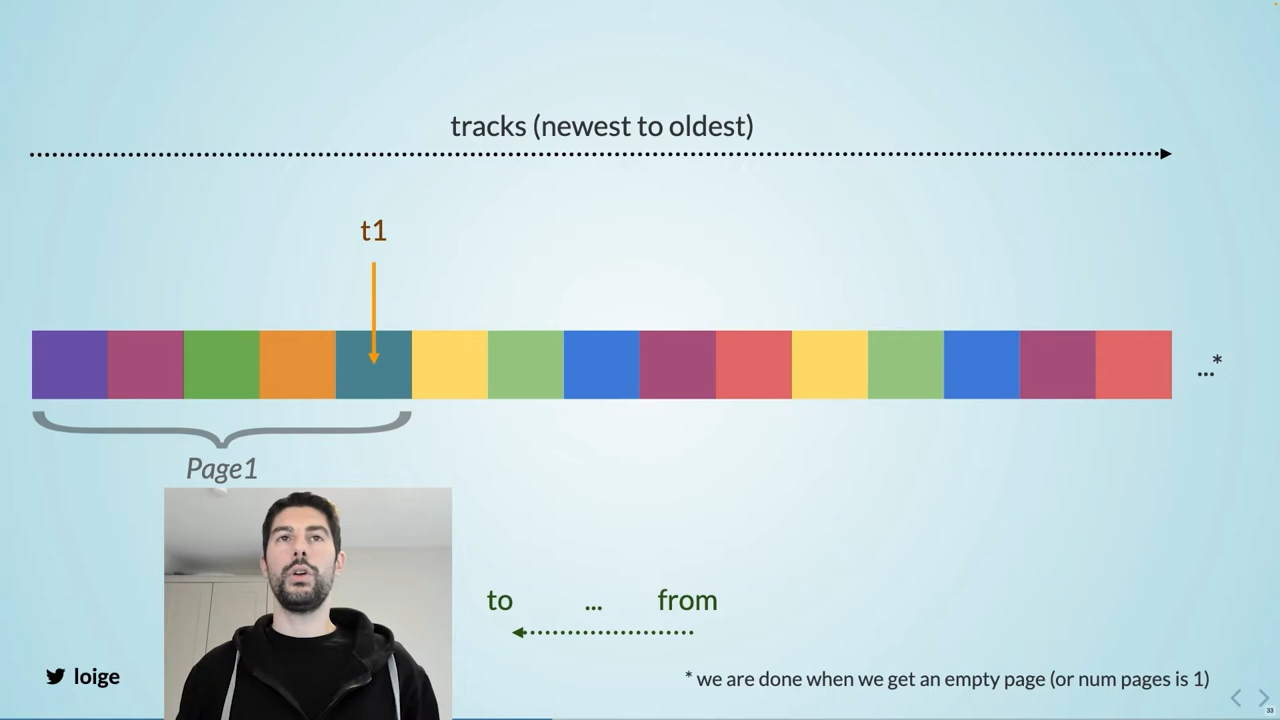 tracks (newest to oldest)
t1
...*
Page1
to ... from
loige
* we are done when we get an empty page (or num pages is 1)
33